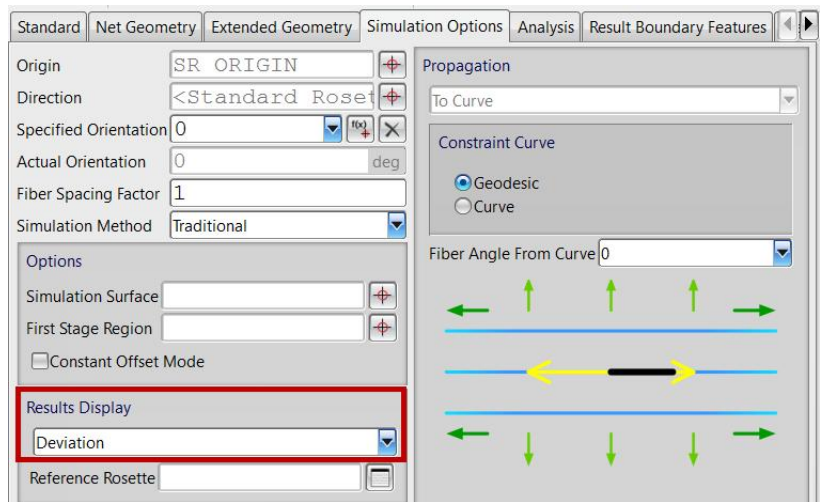 Standard Net Geometry Extended Geometry Simulation Options Analysis Result Boundary Features
Origin SR ORIGIN
Direction <Standard Roset
Specified Orientation 0 f(x)
Actual Orientation 0 deg
Fiber Spacing Factor 1
Simulation Method Traditional
Options
Simulation Surface
First Stage Region
Constant Offset Mode
Results Display
Deviation
Reference Rosette
Propagation
To Curve
Constraint Curve
Geodesic
Curve
Fiber Angle From Curve 0